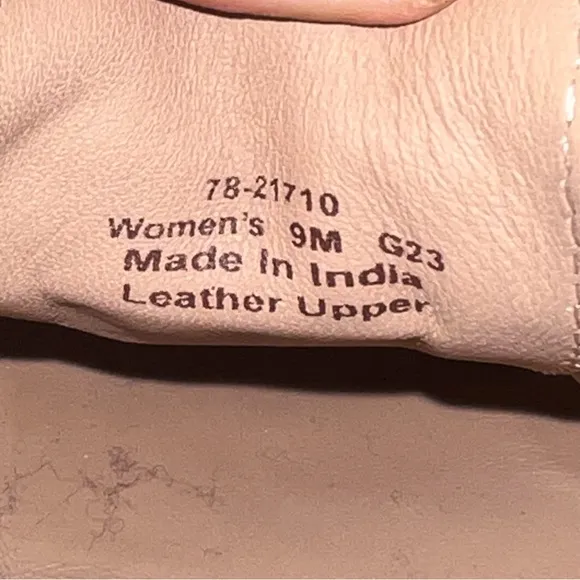 78-21710
Women's 9M G23
Made In India
Leather Upper